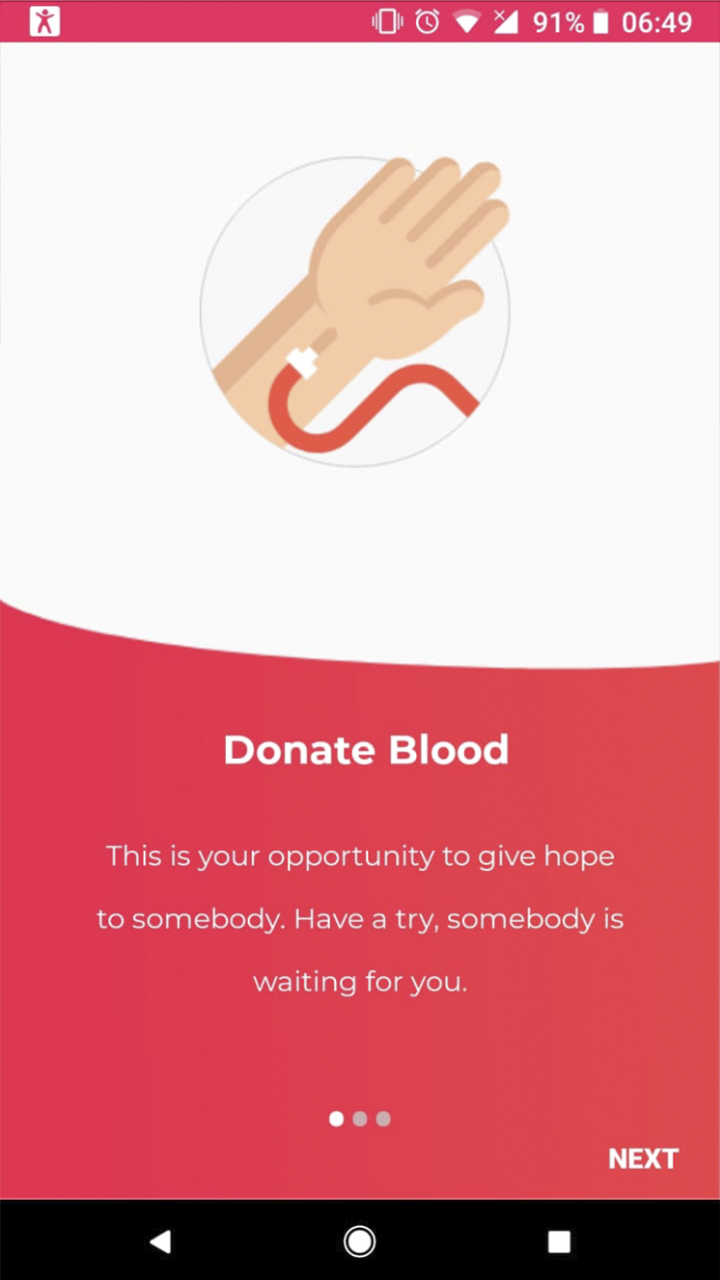 91% 06:49
Donate Blood
This is your opportunity to give hope
to somebody. Have a try, somebody is
waiting for you.
NEXT